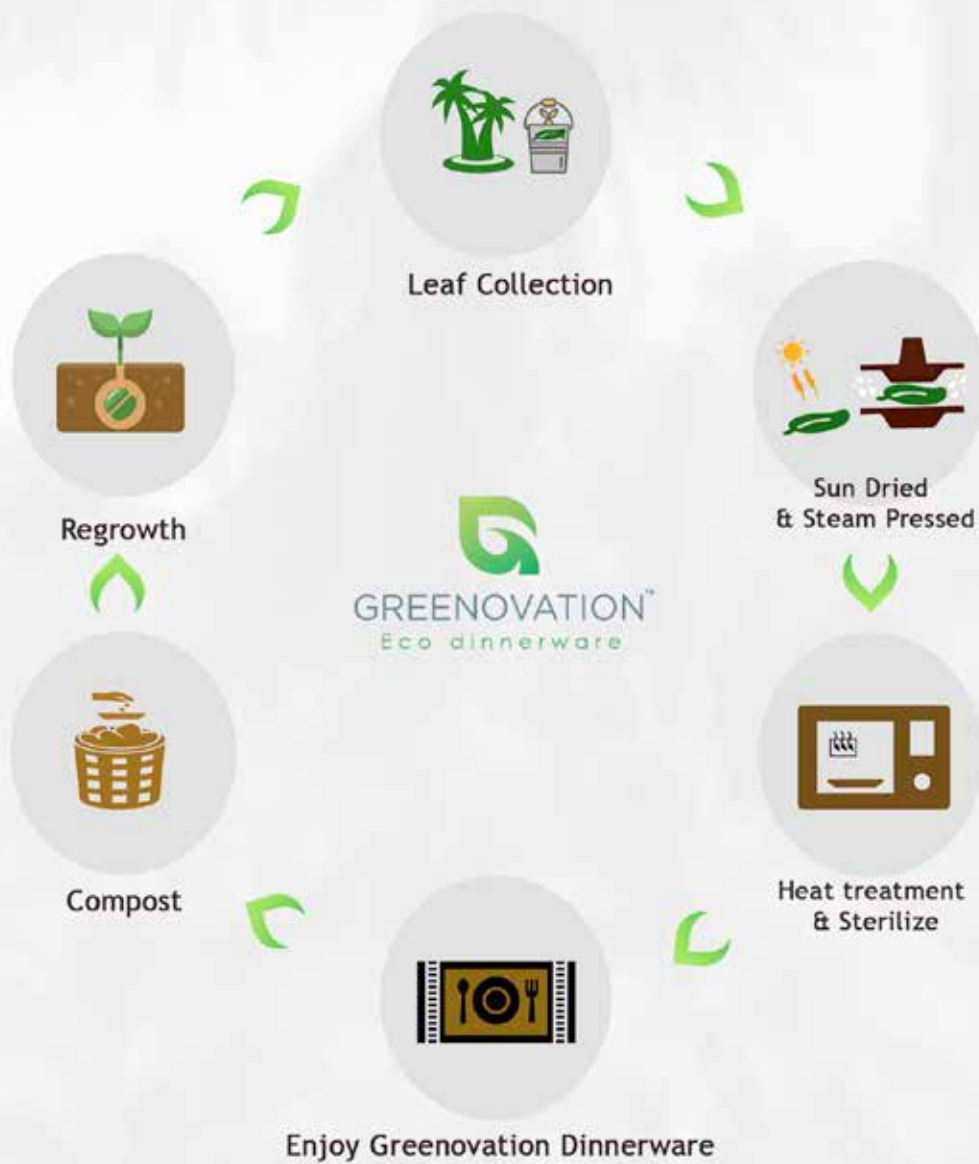 Leaf Collection
Sun Dried
& Steam Pressed
Regrowth
GREENOVATION™
Eco dinnerware
Compost
Heat treatment
& Sterilize
Enjoy Greenovation Dinnerware